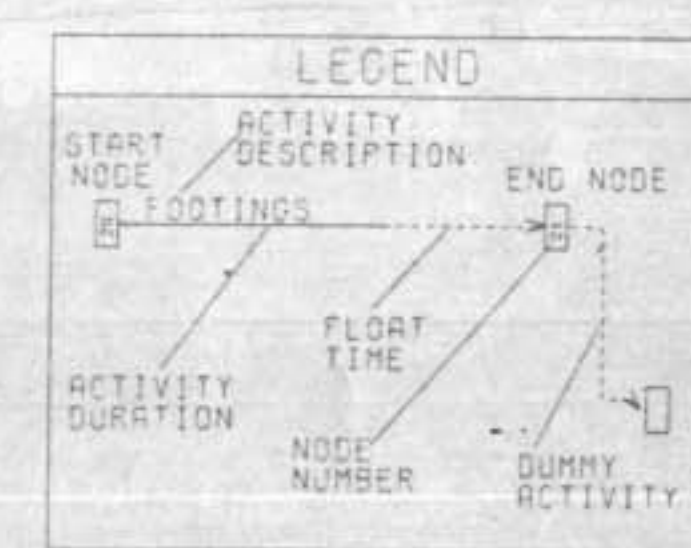 LEGEND
START
NODE
ACTIVITY
DESCRIPTION
END NODE
FOOTINGS
FLOAT
TIME
ACTIVITY
DURATION
NODE
NUMBER
DUMMY
ACTIVITY